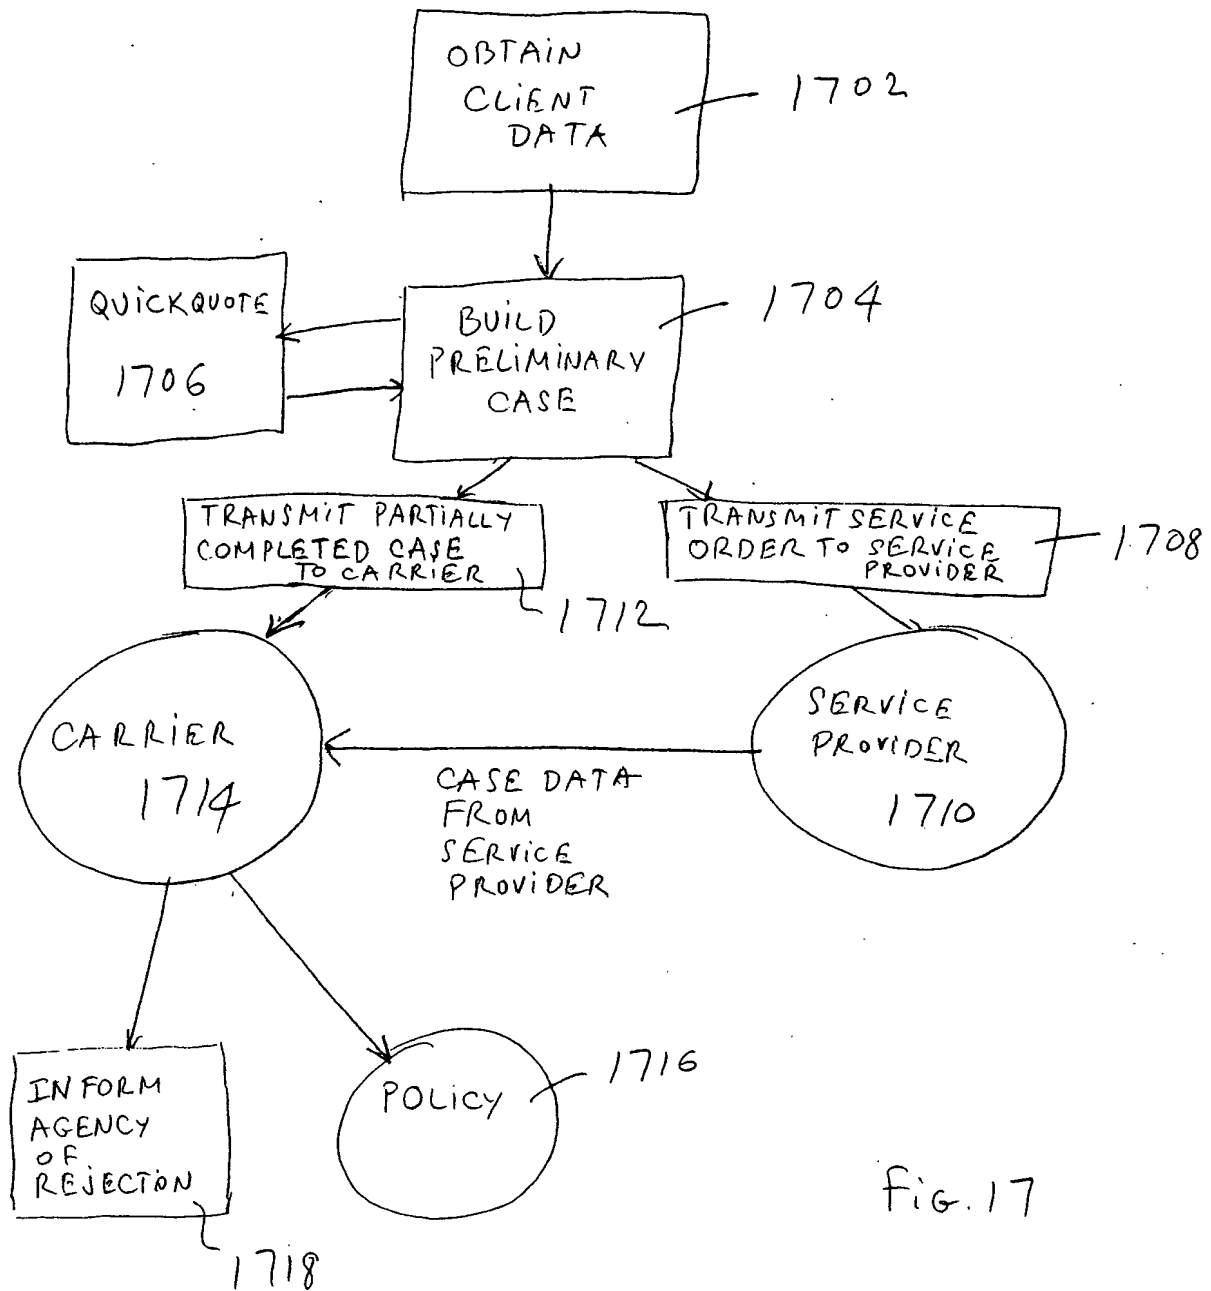 OBTAIN
CLIENT
DATA
1702
QUICKQUOTE
1706
BUILD
PRELIMINARY
CASE
1704
TRANSMIT PARTIALLY
COMPLETED CASE
TO CARRIER
1712
TRANSMIT SERVICE
ORDER TO SERVICE
PROVIDER
1708
CARRIER
1714
CASE DATA
FROM
SERVICE
PROVIDER
SERVICE
PROVIDER
1710
INFORM
AGENCY
OF
REJECTON
1718
POLICY
1716
FiG. 17